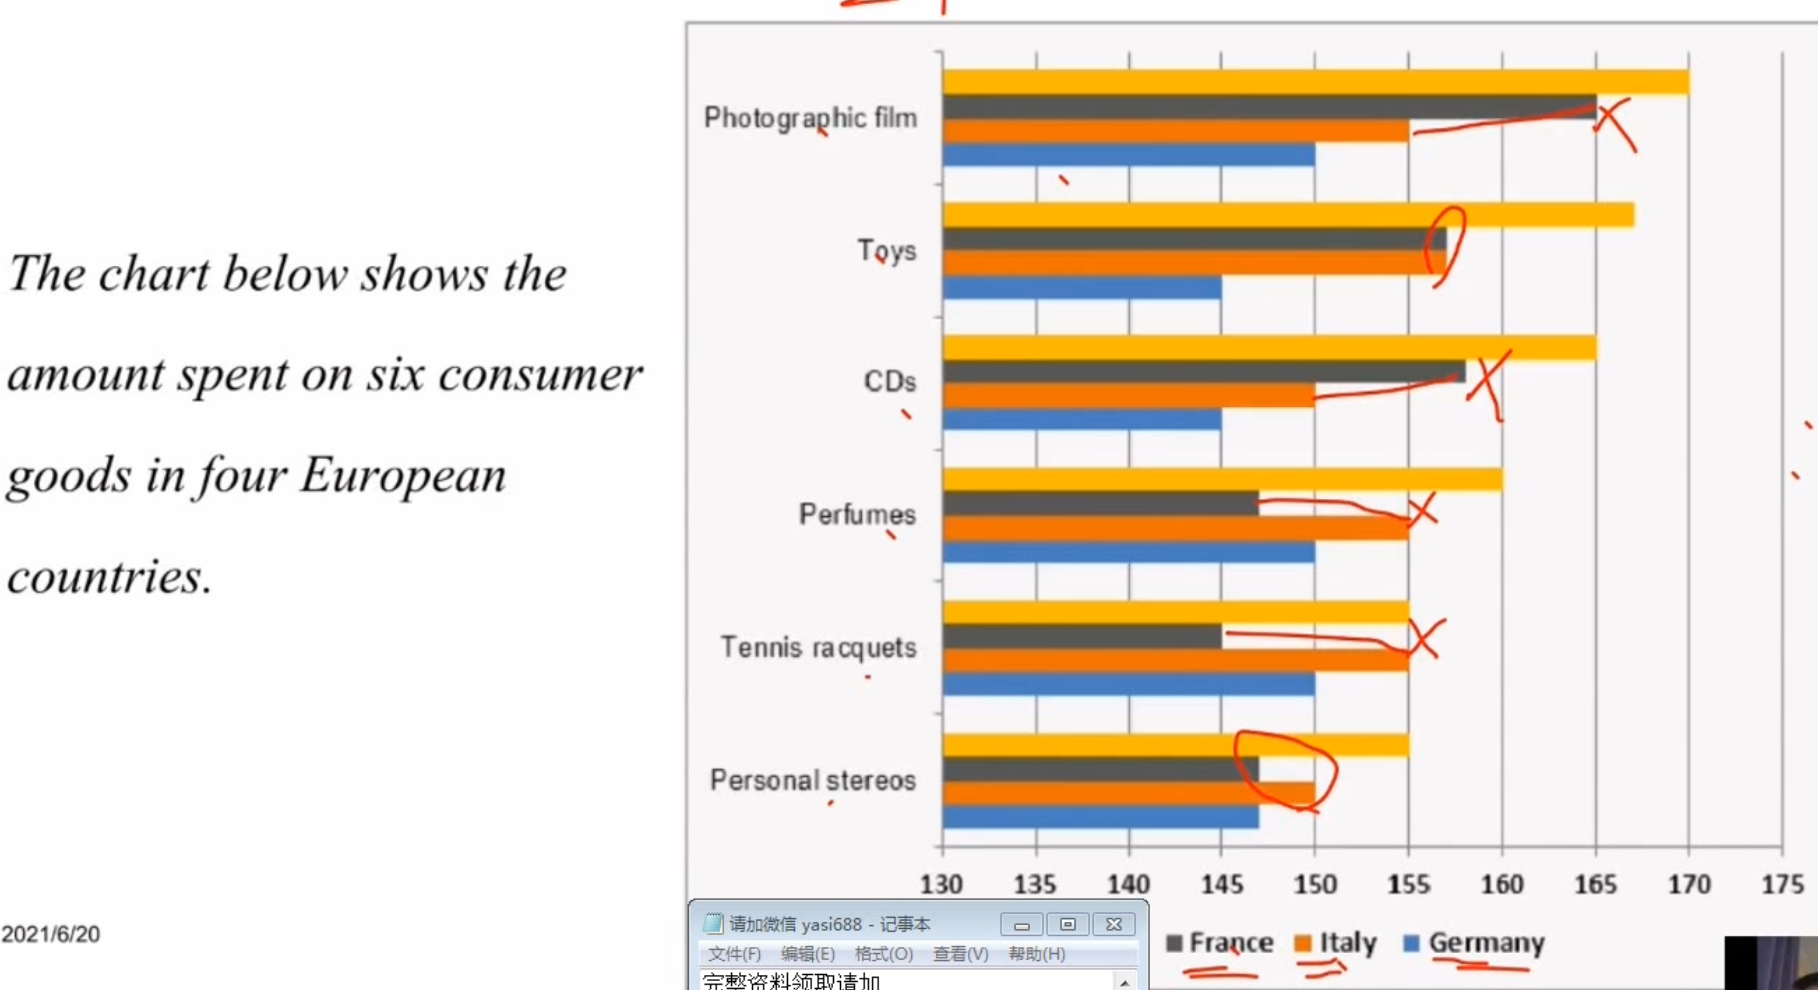 The chart below shows the
amount spent on six consumer
goods in four European
countries.
2021/6/20
Photographic film
Toys
CDs
Perfumes
Tennis racquets
Personal stereos
130 135 140 145 150 155 160 165 170 175
France Italy Germany
请加微信 yasi688 - 记事本
文件(F) 编辑(E) 格式(O) 查看(V) 帮助(H)
完整资料领取请加